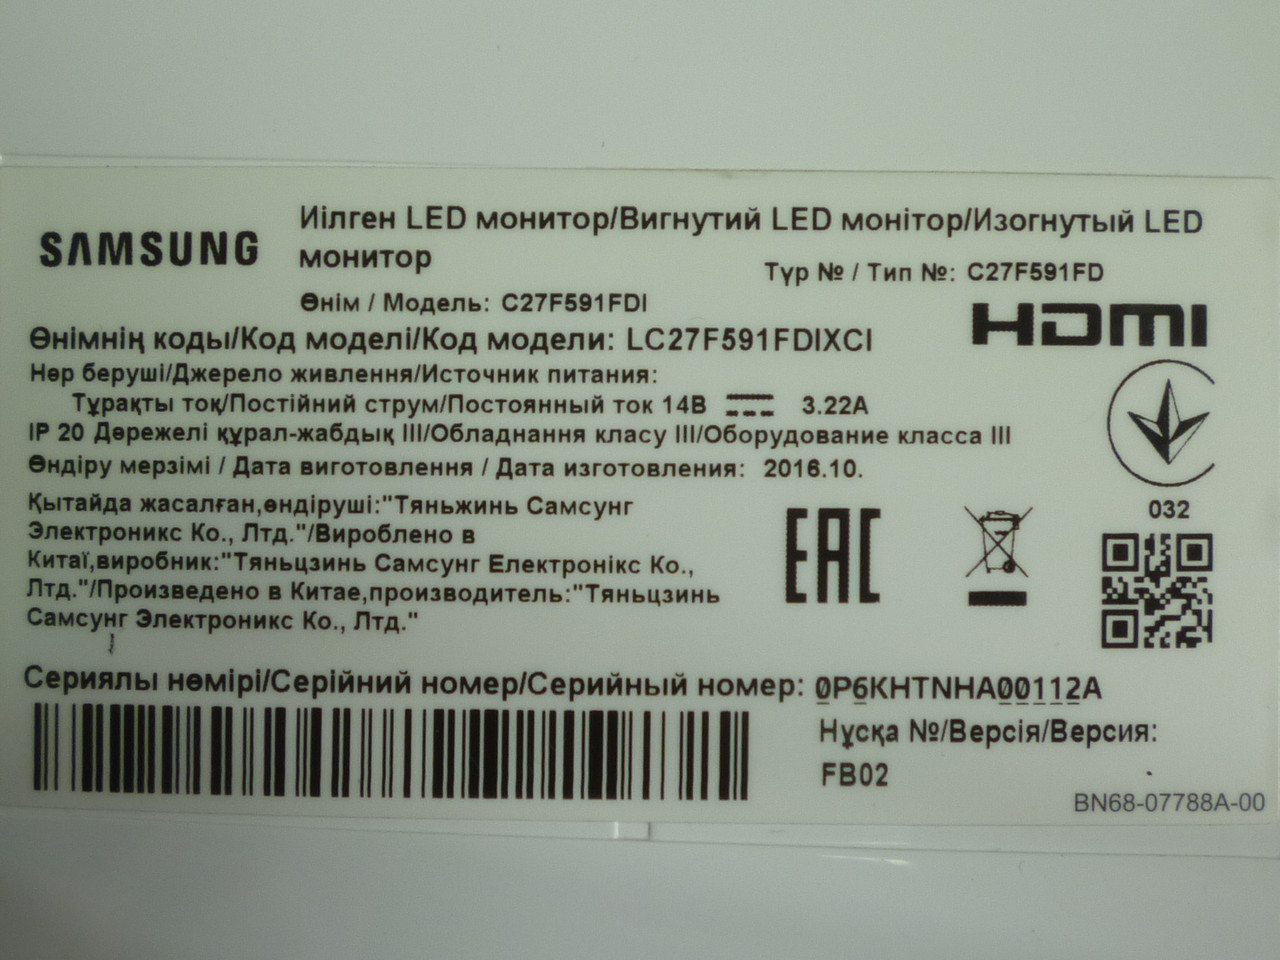 SAMSUNG
Иілген LED монитор/Вигнутий LED монітор/Изогнутый LED
монитор
Түр № / Тип №: C27F591FD
Өнім / Модель: C27F591FDI
HDMI
Өнімнің коды/Код моделі/Код модели: LC27F591FDIXCI
Нәр беруші/Джерело живлення/Источник питания:
Тұрақты тоқ/Постійний струм/Постоянный ток 14В 3.22А
IP 20 Дәрежелі құрал-жабдық III/Обладнання класу III/Оборудование класса III
Өндіру мерзімі / Дата виготовлення / Дата изготовления: 2016.10.
Қытайда жасалған,өндіруші:"Тяньжинь Самсунг
Электроникс Ко., Лтд."/Вироблено в
Китаї,виробник:"Тяньцзинь Самсунг Електронікс Ко.,
Лтд."/Произведено в Китае,производитель:"Тяньцзинь
Самсунг Электроникс Ко., Лтд."
EAC
032
Сериялы нөмірі/Серійний номер/Серийный номер: 0P6KHTNHA00112A
Нұсқа №/Версія/Версия:
FB02
BN68-07788A-00